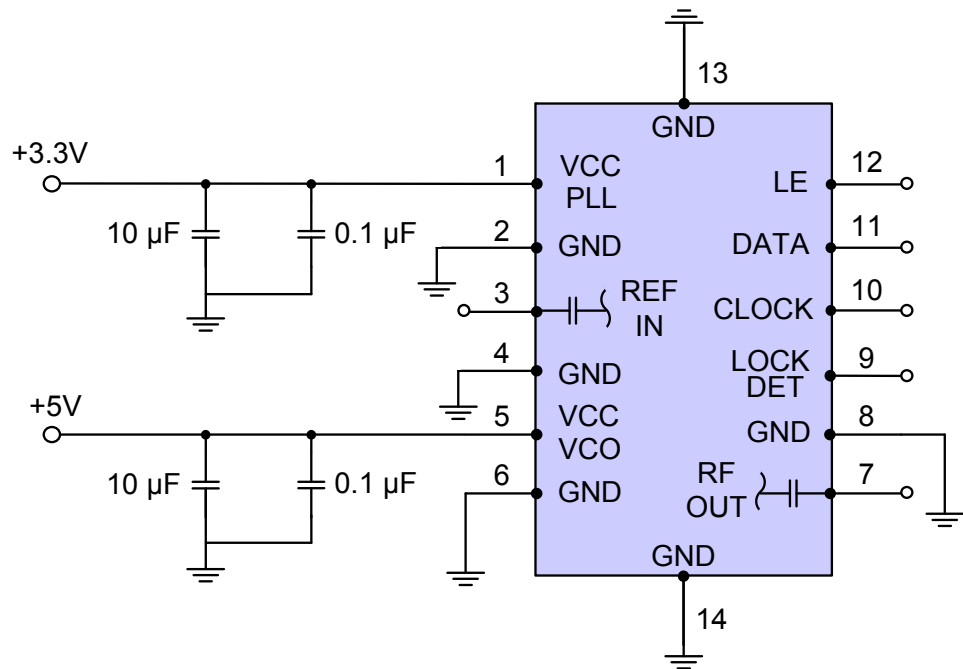 13
GND
+3.3V
1
VCC
PLL
12
LE
10 µF
0.1 µF
2
GND
11
DATA
3
REF
IN
10
CLOCK
4
GND
9
LOCK
DET
+5V
5
VCC
VCO
8
GND
10 µF
0.1 µF
6
GND
7
RF
OUT
GND
14